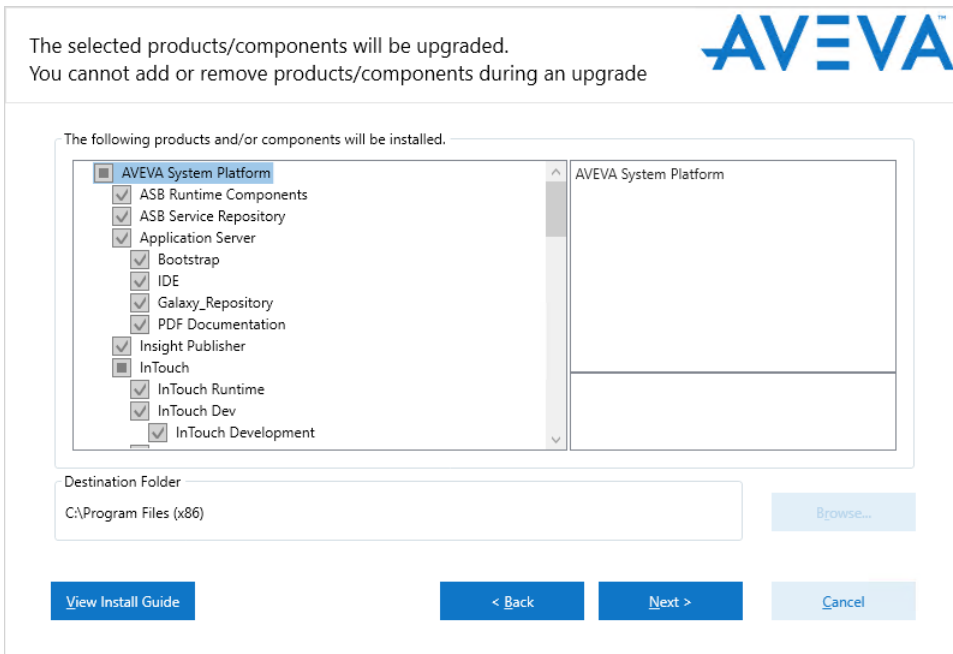 The selected products/components will be upgraded.
You cannot add or remove products/components during an upgrade
AVEVA™
The following products and/or components will be installed.
AVEVA System Platform
ASB Runtime Components
ASB Service Repository
Application Server
Bootstrap
IDE
Galaxy_Repository
PDF Documentation
Insight Publisher
InTouch
InTouch Runtime
InTouch Dev
InTouch Development
AVEVA System Platform
Destination Folder
C:\Program Files (x86)
Browse...
View Install Guide
< Back
Next >
Cancel